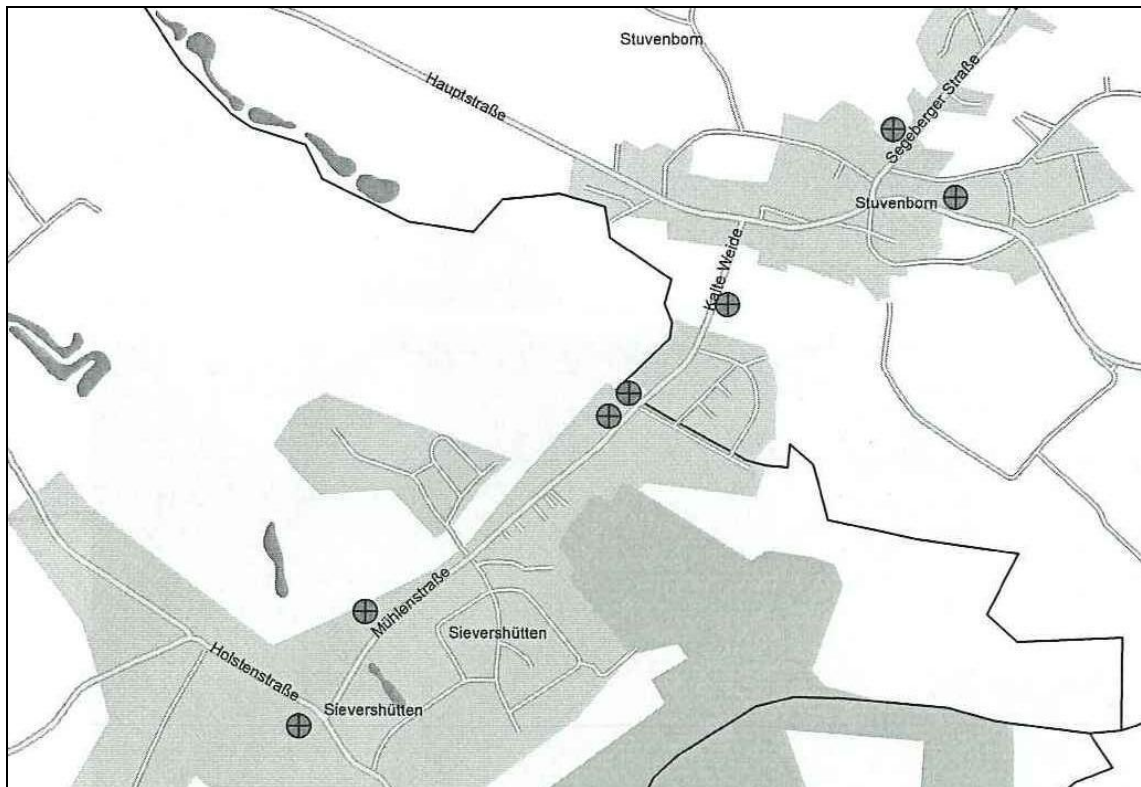 Stuvenborn
Hauptstraße
Segeberger Straße
Stuvenborn
Kalte Weide
Mühlenstraße
Sievershütten
Holstenstraße
Sievershütten